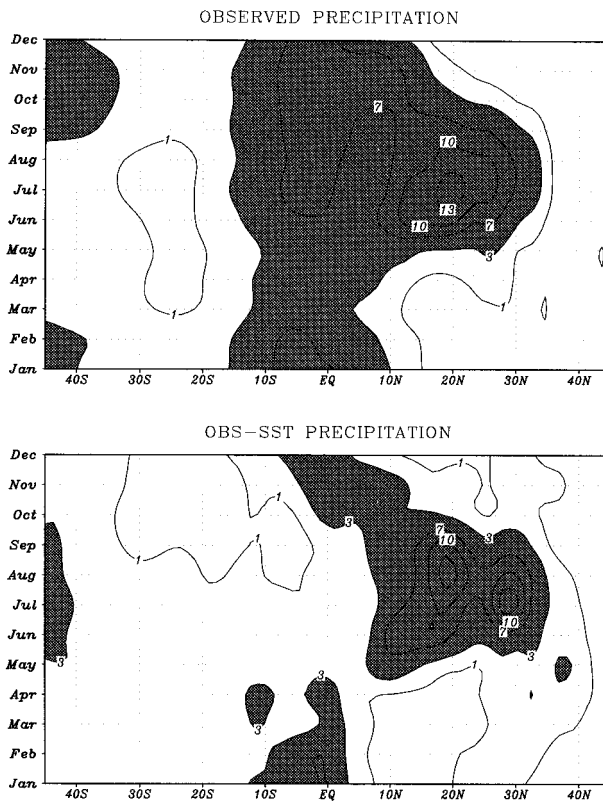 OBSERVED PRECIPITATION
Dec
Nov
Oct
7
Sep
10
Aug
1
Jul
13
Jun
10
7
May
3
Apr
Mar
1
1
Feb
Jan
40S 30S 20S 10S EQ 10N 20N 30N 40N
OBS-SST PRECIPITATION
Dec
1
Nov
1
Oct
3
Sep
7
3
10
1
1
Aug
Jul
10
Jun
7
May
3
3
3
1
Apr
Mar
3
Feb
Jan
40S 30S 20S 10S EQ 10N 20N 30N 40N